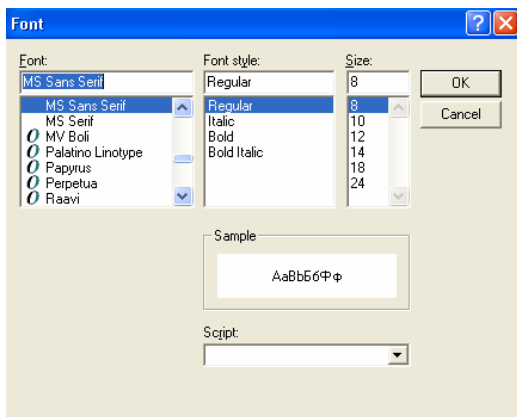 Font
Font:
MS Sans Serif
MS Sans Serif
MS Serif
MV Boli
Palatino Linotype
Papyrus
Perpetua
Raavi
Font style:
Regular
Regular
Italic
Bold
Bold Italic
Size:
8
8
10
12
14
18
24
OK
Cancel
Sample
AaBbБбФф
Script: